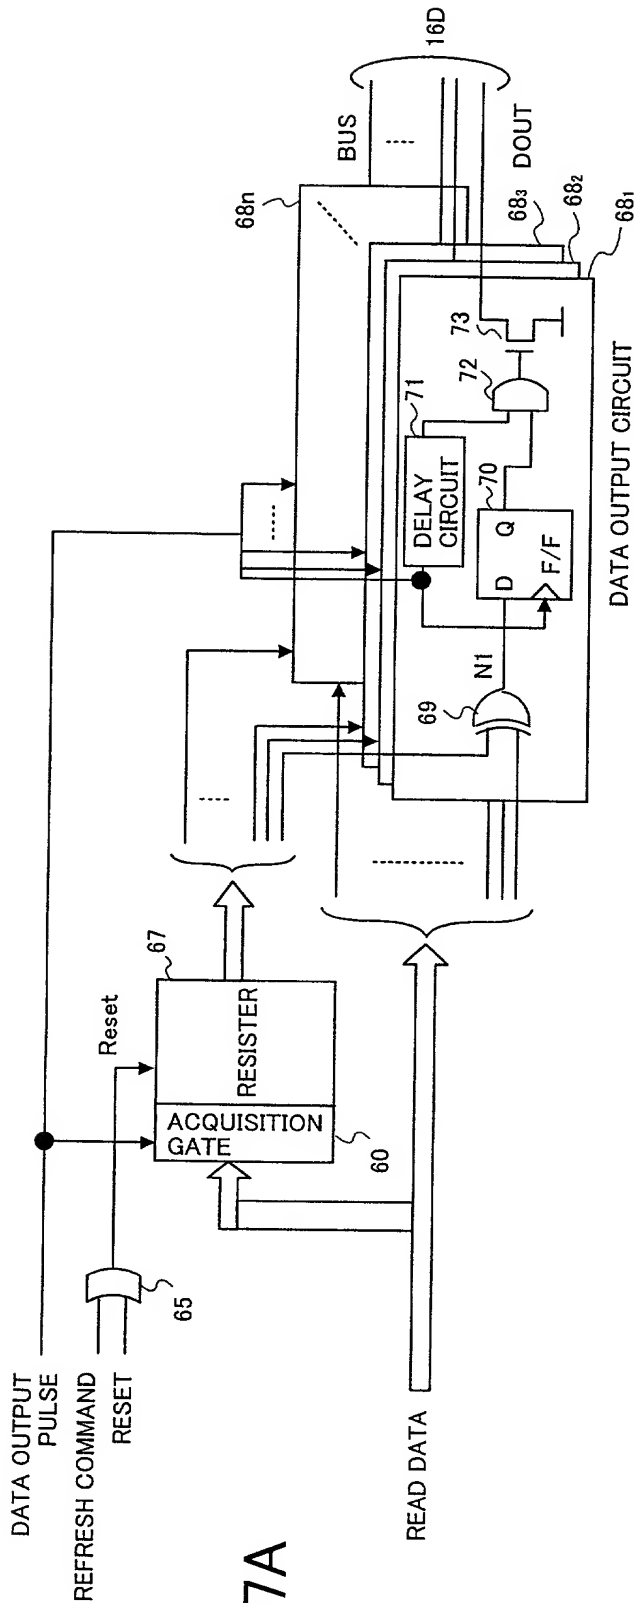 DATA OUTPUT
PULSE
REFRESH COMMAND
RESET
65
Reset
ACQUISITION
GATE
RESISTER
67
60
READ DATA
68n
BUS
16D
DOUT
69
N1
71
DELAY
CIRCUIT
70
D
Q
F/F
72
73
68₃
68₂
68₁
DATA OUTPUT CIRCUIT
7A